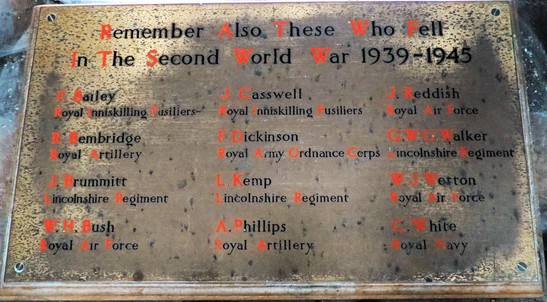 Remember Also These Who Fell
In The Second World War 1939-1945
P. Bailey
Royal Inniskilling Fusiliers
R. Bembridge
Royal Artillery
J. Brummitt
Lincolnshire Regiment
W. H. Bush
Royal Air Force
J. Casswell
Royal Inniskilling Fusiliers
F. Dickinson
Royal Army Ordnance Corps
L. Kemp
Lincolnshire Regiment
A. Phillips
Royal Artillery
J. Reddish
Royal Air Force
G.W.G. Walker
Lincolnshire Regiment
W. J. Wetton
Royal Air Force
C. White
Royal Navy